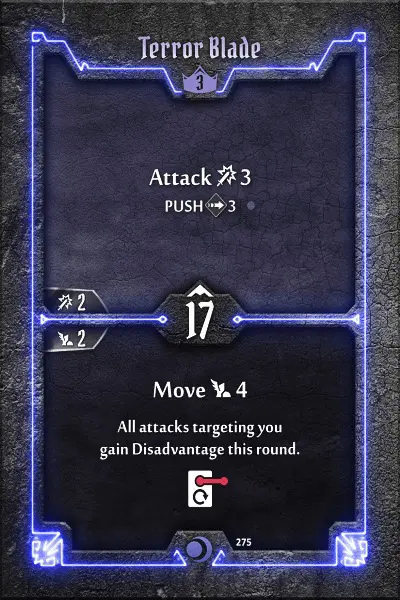 Terror Blade
3
Attack 3
PUSH 3
2
17
2
Move 4
All attacks targeting you
gain Disadvantage this round.
275